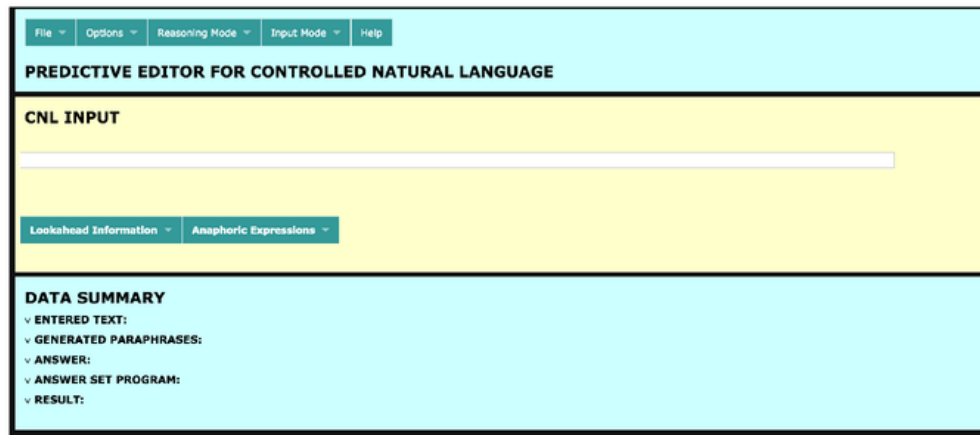 File Options Reasoning Mode Input Mode Help
PREDICTIVE EDITOR FOR CONTROLLED NATURAL LANGUAGE
CNL INPUT
Lookahead Information Anaphoric Expressions
DATA SUMMARY
v ENTERED TEXT:
v GENERATED PARAPHRASES:
v ANSWER:
v ANSWER SET PROGRAM:
v RESULT: